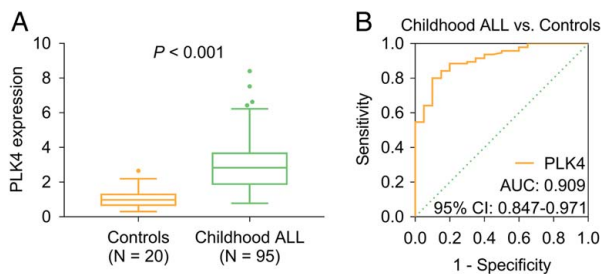 A
PLK4 expression
10
8
6
4
2
0
P < 0.001
Controls
(N = 20)
Childhood ALL
(N = 95)
B
Childhood ALL vs. Controls
Sensitivity
1.0
0.8
0.6
0.4
0.2
0.0
PLK4
AUC: 0.909
95% CI: 0.847-0.971
0.0 0.2 0.4 0.6 0.8 1.0
1 - Specificity